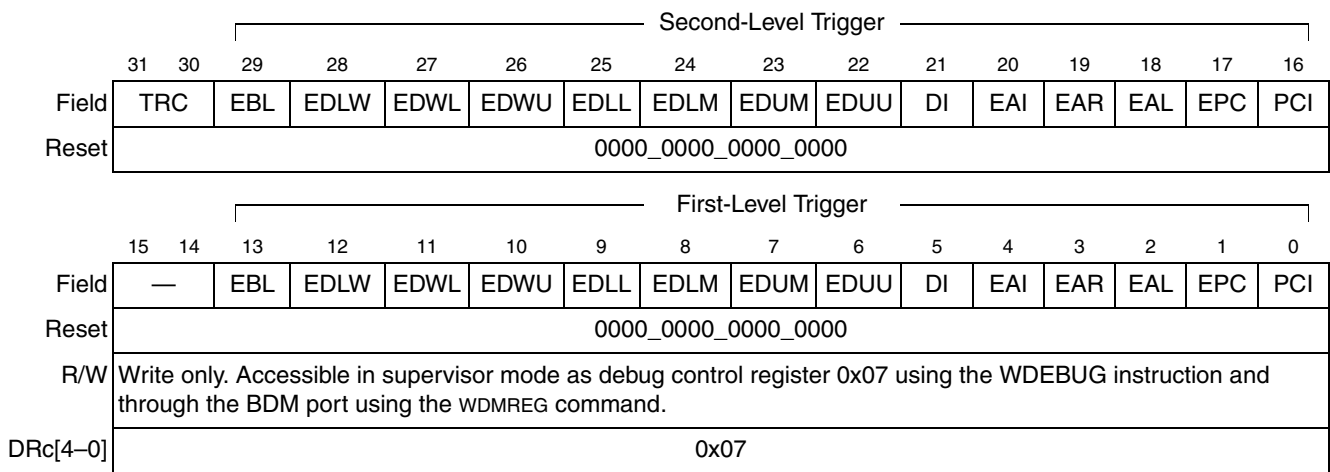 Second-Level Trigger
31 30 29 28 27 26 25 24 23 22 21 20 19 18 17 16
Field TRC EBL EDLW EDWL EDWU EDLL EDLM EDUM EDUU DI EAI EAR EAL EPC PCI
Reset 0000_0000_0000_0000
First-Level Trigger
15 14 13 12 11 10 9 8 7 6 5 4 3 2 1 0
Field — EBL EDLW EDWL EDWU EDLL EDLM EDUM EDUU DI EAI EAR EAL EPC PCI
Reset 0000_0000_0000_0000
R/W Write only. Accessible in supervisor mode as debug control register 0x07 using the WDEBUG instruction and
through the BDM port using the WDMREG command.
DRc[4–0] 0x07